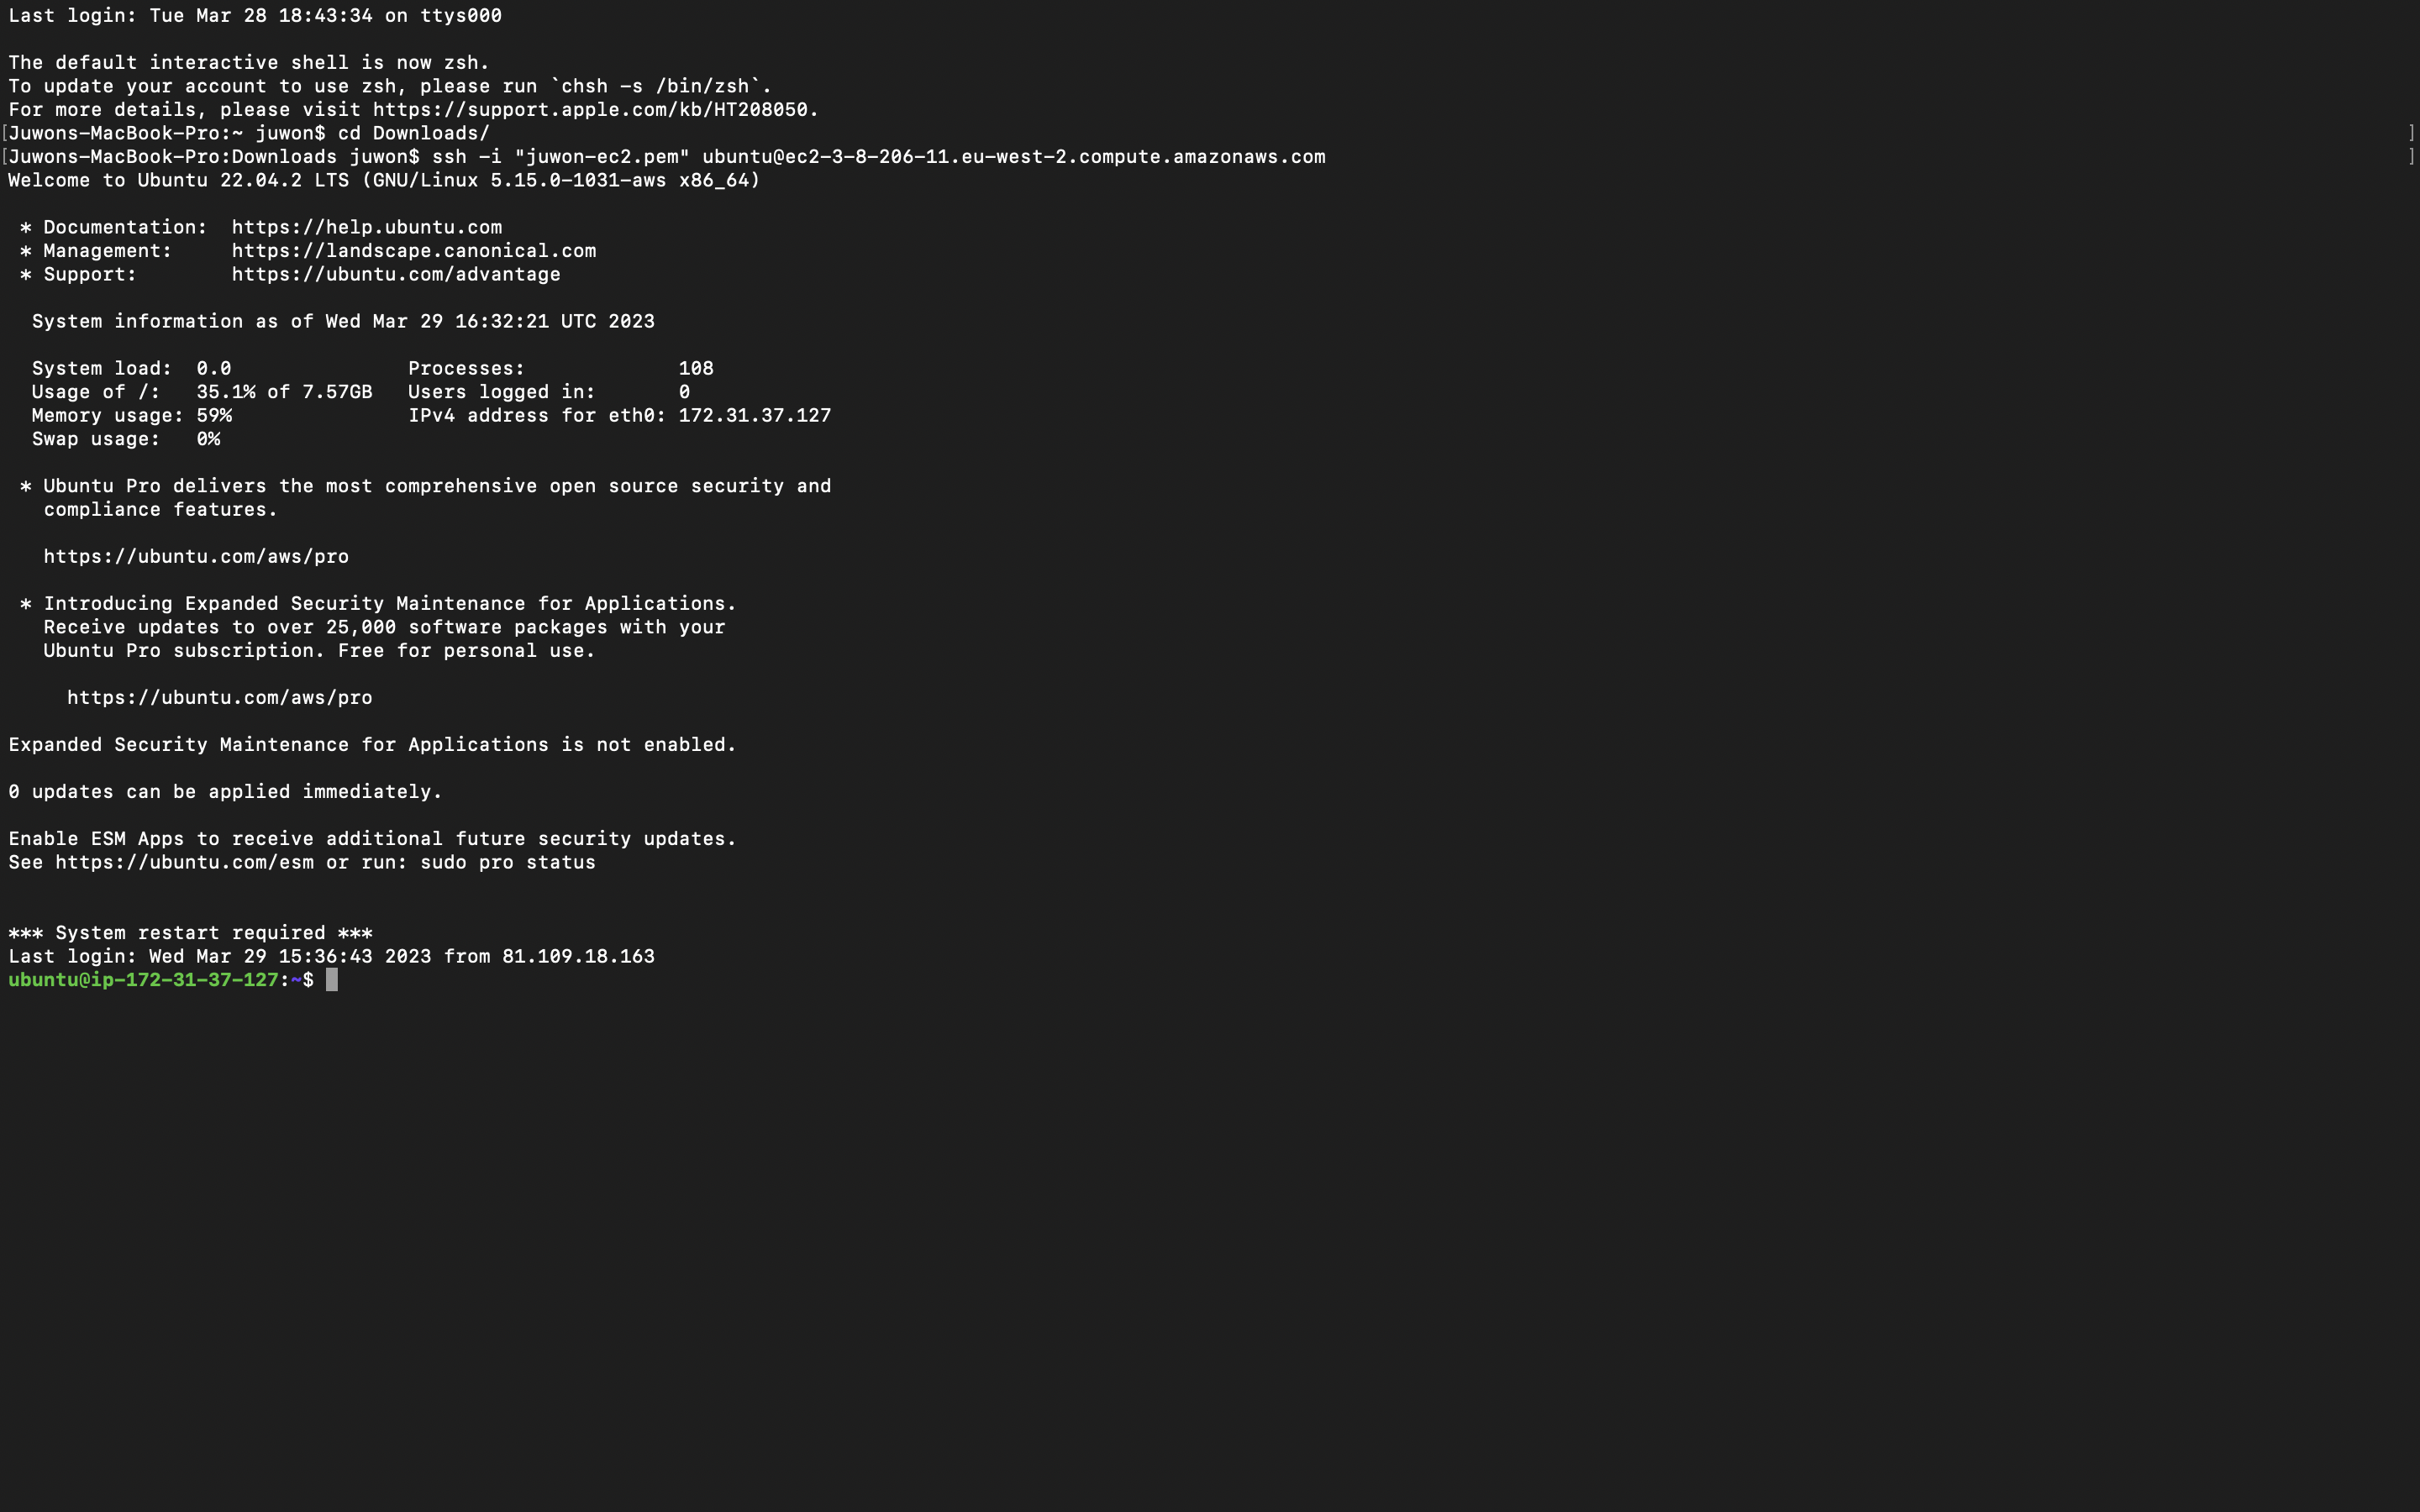 Last login: Tue Mar 28 18:43:34 on ttys000
The default interactive shell is now zsh.
To update your account to use zsh, please run `chsh -s /bin/zsh`.
For more details, please visit https://support.apple.com/kb/HT208050.
[Juwons-MacBook-Pro:~ juwon$ cd Downloads/ ]
[Juwons-MacBook-Pro:Downloads juwon$ ssh -i "juwon-ec2.pem" ubuntu@ec2-3-8-206-11.eu-west-2.compute.amazonaws.com ]
Welcome to Ubuntu 22.04.2 LTS (GNU/Linux 5.15.0-1031-aws x86_64)
* Documentation:  https://help.ubuntu.com
* Management:     https://landscape.canonical.com
* Support:        https://ubuntu.com/advantage
System information as of Wed Mar 29 16:32:21 UTC 2023
System load:  0.0               Processes:             108
Usage of /:   35.1% of 7.57GB   Users logged in:       0
Memory usage: 59%               IPv4 address for eth0: 172.31.37.127
Swap usage:   0%
* Ubuntu Pro delivers the most comprehensive open source security and
compliance features.
https://ubuntu.com/aws/pro
* Introducing Expanded Security Maintenance for Applications.
Receive updates to over 25,000 software packages with your
Ubuntu Pro subscription. Free for personal use.
https://ubuntu.com/aws/pro
Expanded Security Maintenance for Applications is not enabled.
0 updates can be applied immediately.
Enable ESM Apps to receive additional future security updates.
See https://ubuntu.com/esm or run: sudo pro status
*** System restart required ***
Last login: Wed Mar 29 15:36:43 2023 from 81.109.18.163
ubuntu@ip-172-31-37-127:~$